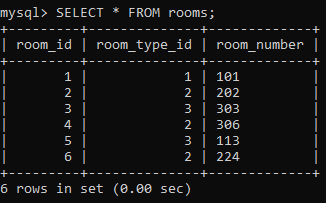 mysql> SELECT * FROM rooms;
+---------+--------------+-------------+
| room_id | room_type_id | room_number |
+---------+--------------+-------------+
|       1 |            1 | 101         |
|       2 |            2 | 202         |
|       3 |            3 | 303         |
|       4 |            2 | 306         |
|       5 |            3 | 113         |
|       6 |            2 | 224         |
+---------+--------------+-------------+
6 rows in set (0.00 sec)